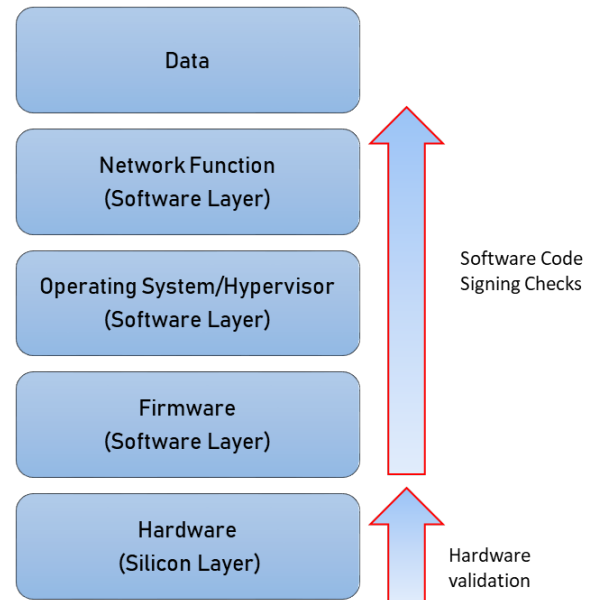 Data
Network Function
(Software Layer)
Operating System/Hypervisor
(Software Layer)
Software Code
Signing Checks
Firmware
(Software Layer)
Hardware
(Silicon Layer)
Hardware
validation